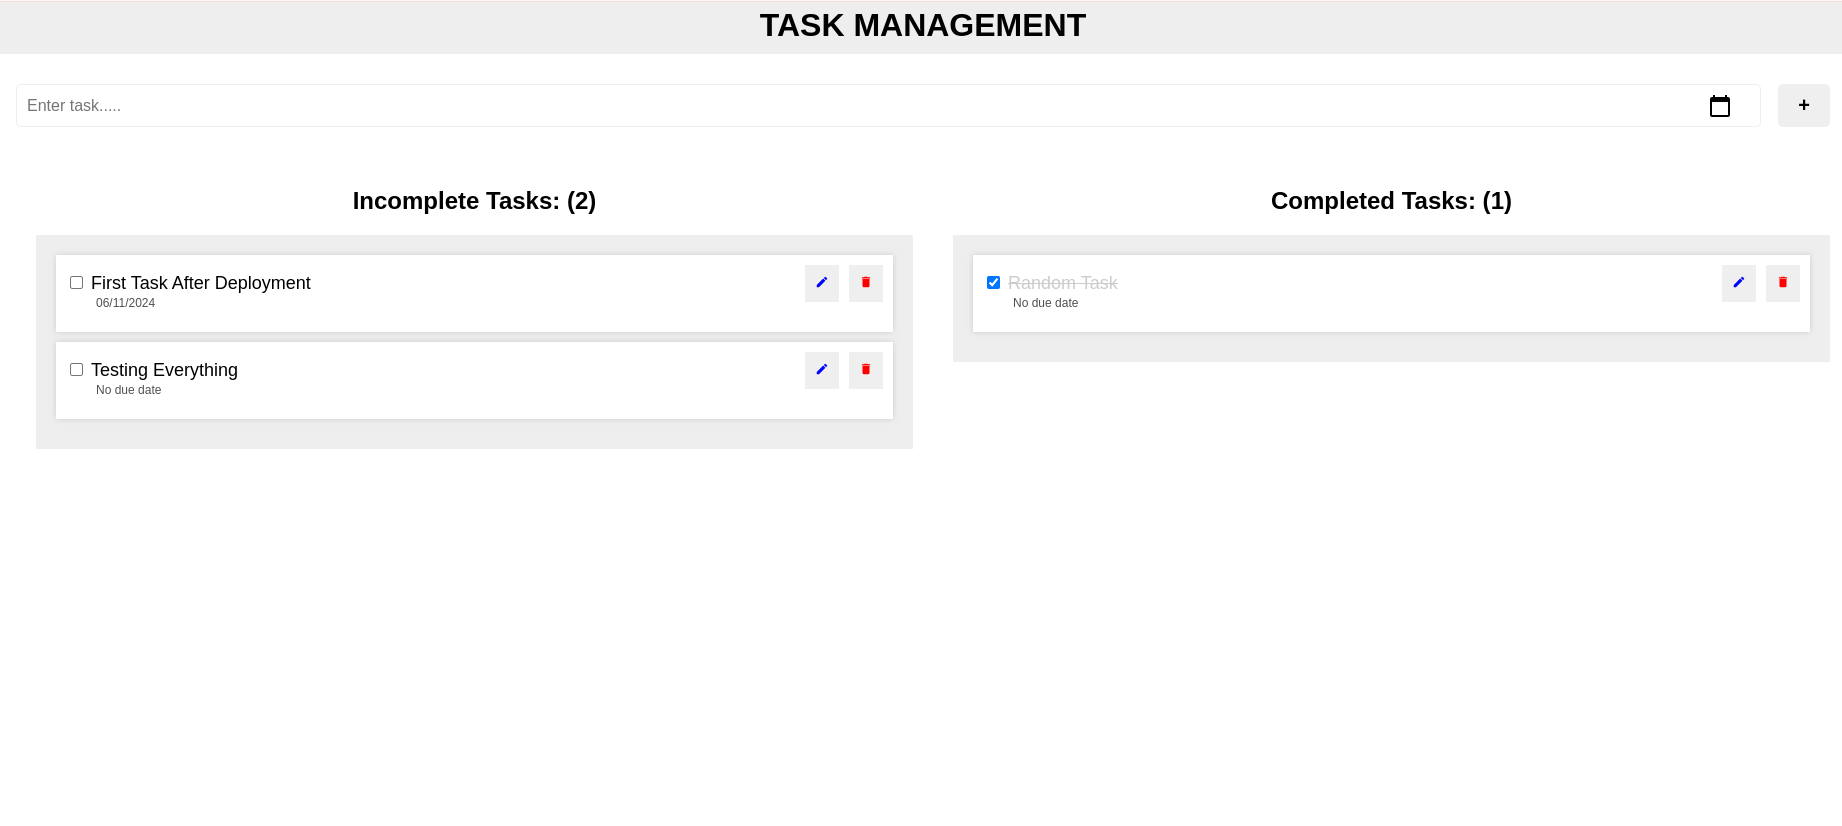 TASK MANAGEMENT
Enter task.....
+
Incomplete Tasks: (2)
First Task After Deployment
06/11/2024
Testing Everything
No due date
Completed Tasks: (1)
Random Task
No due date